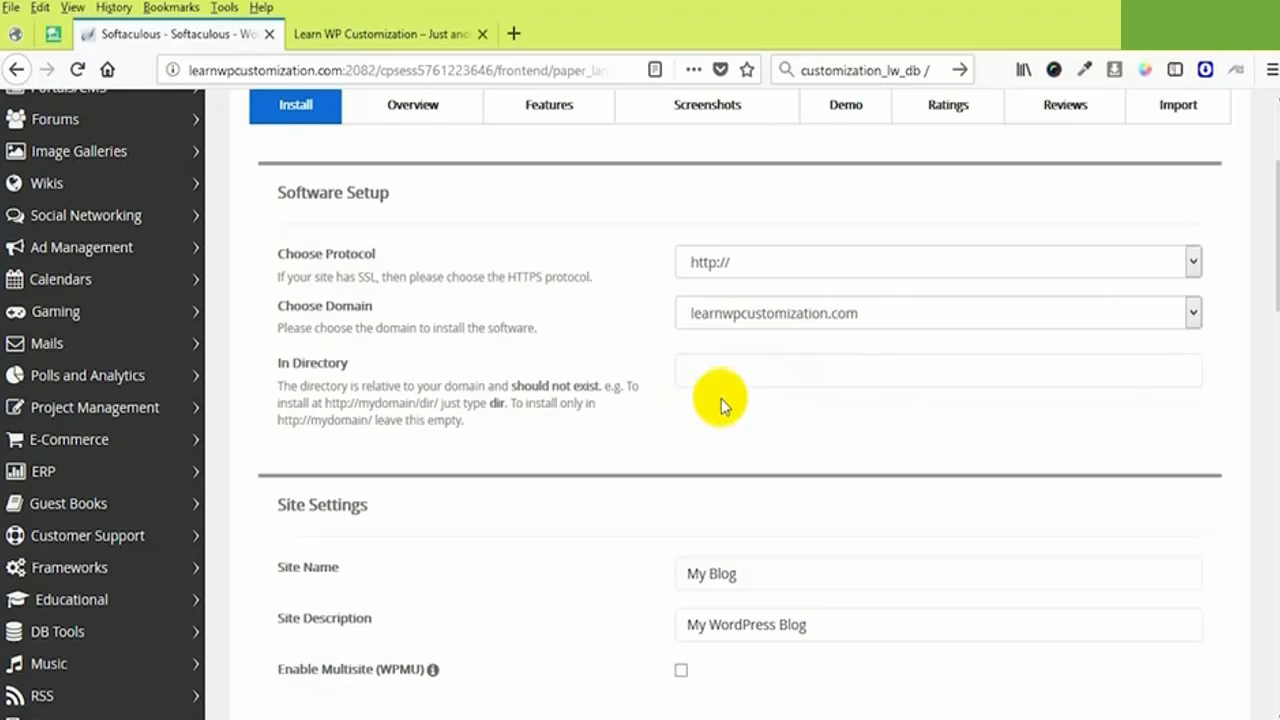 File Edit View History Bookmarks Tools Help
Softaculous - Softaculous - Wo
Learn WP Customization – Just an
learnwpcustomization.com:2082/cpsess5761223646/frontend/paper_lan
customization_lw_db /
Portals/CMS
Forums
Image Galleries
Wikis
Social Networking
Ad Management
Calendars
Gaming
Mails
Polls and Analytics
Project Management
E-Commerce
ERP
Guest Books
Customer Support
Frameworks
Educational
DB Tools
Music
RSS
Install Overview Features Screenshots Demo Ratings Reviews Import
Software Setup
Choose Protocol
If your site has SSL, then please choose the HTTPS protocol.
http://
Choose Domain
Please choose the domain to install the software.
learnwpcustomization.com
In Directory
The directory is relative to your domain and should not exist. e.g. To
install at http://mydomain/dir/ just type dir. To install only in
http://mydomain/ leave this empty.
Site Settings
Site Name
My Blog
Site Description
My WordPress Blog
Enable Multisite (WPMU)